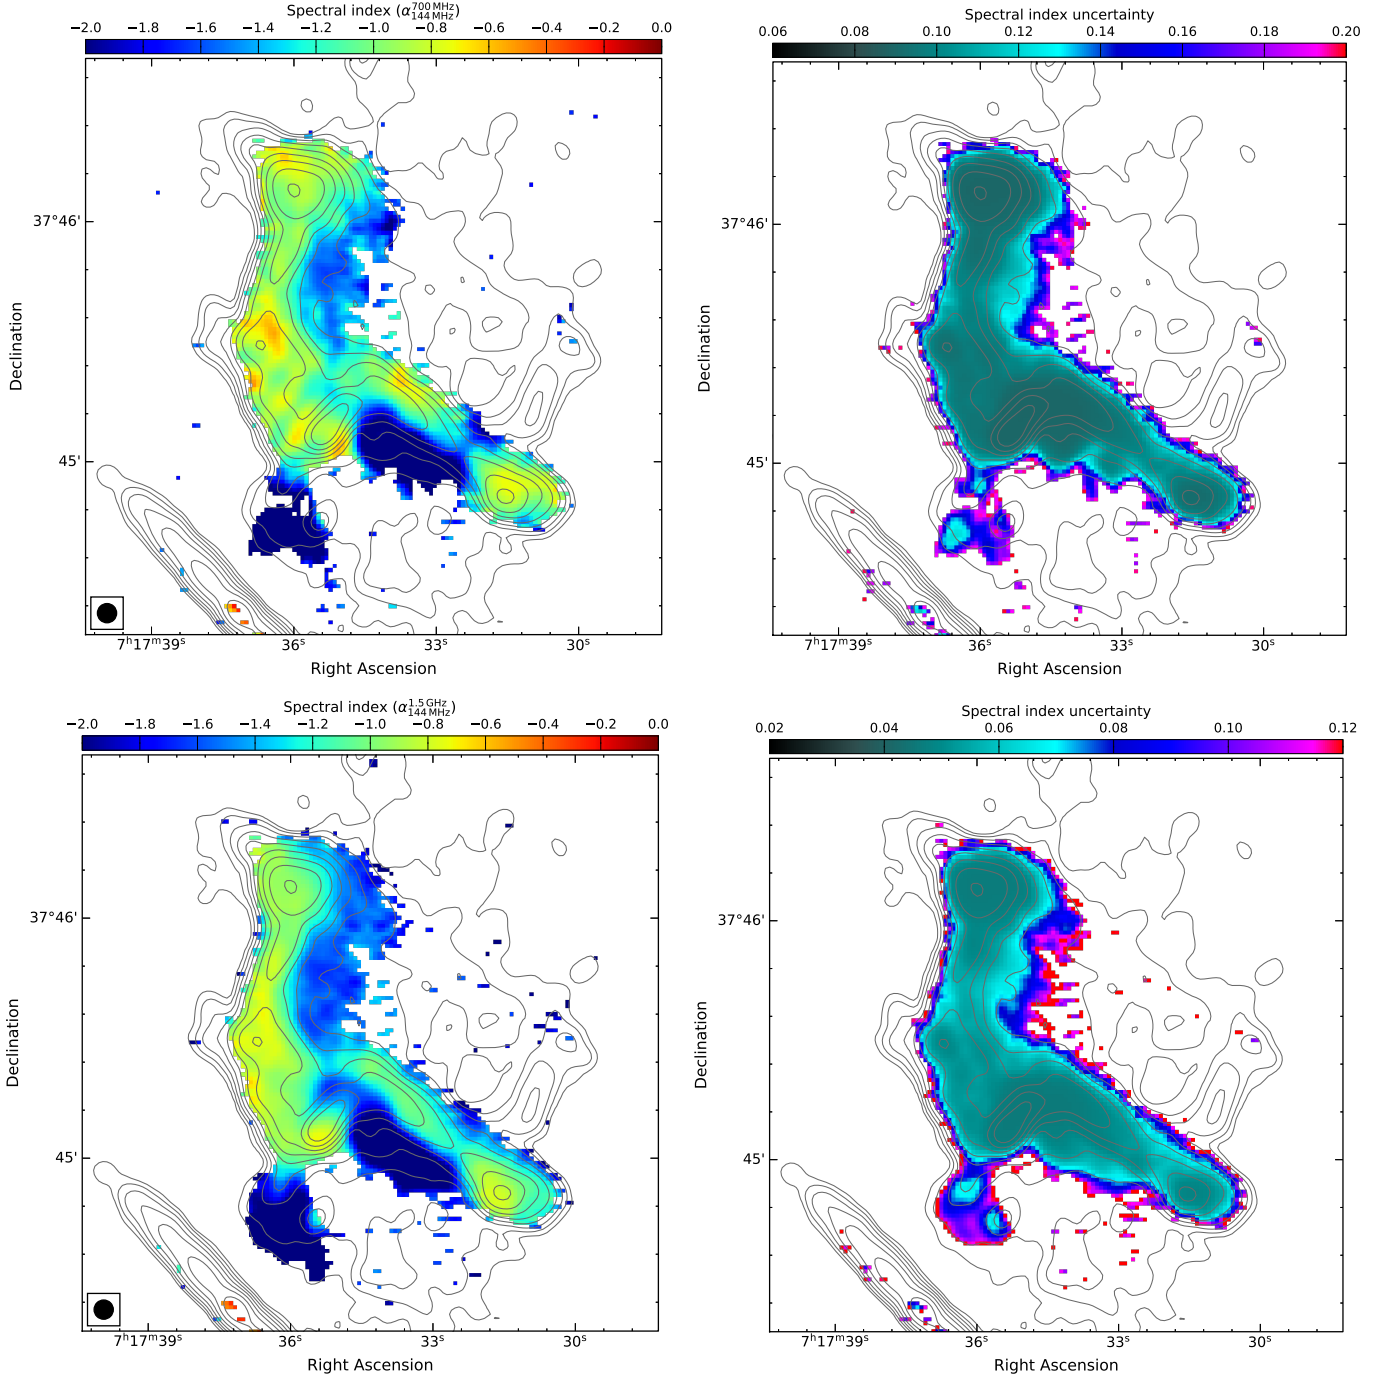 Spectral index (α 700 MHz 144 MHz)
−2.0 −1.8 −1.6 −1.4 −1.2 −1.0 −0.8 −0.6 −0.4 −0.2 0.0
Declination
37°46'
45'
7h17m39s 36s 33s 30s
Right Ascension
Spectral index uncertainty
0.06 0.08 0.10 0.12 0.14 0.16 0.18 0.20
Declination
37°46'
45'
7h17m39s 36s 33s 30s
Right Ascension
Spectral index (α 1.5 GHz 144 MHz)
−2.0 −1.8 −1.6 −1.4 −1.2 −1.0 −0.8 −0.6 −0.4 −0.2 0.0
Declination
37°46'
45'
7h17m39s 36s 33s 30s
Right Ascension
Spectral index uncertainty
0.02 0.04 0.06 0.08 0.10 0.12
Declination
37°46'
45'
7h17m39s 36s 33s 30s
Right Ascension